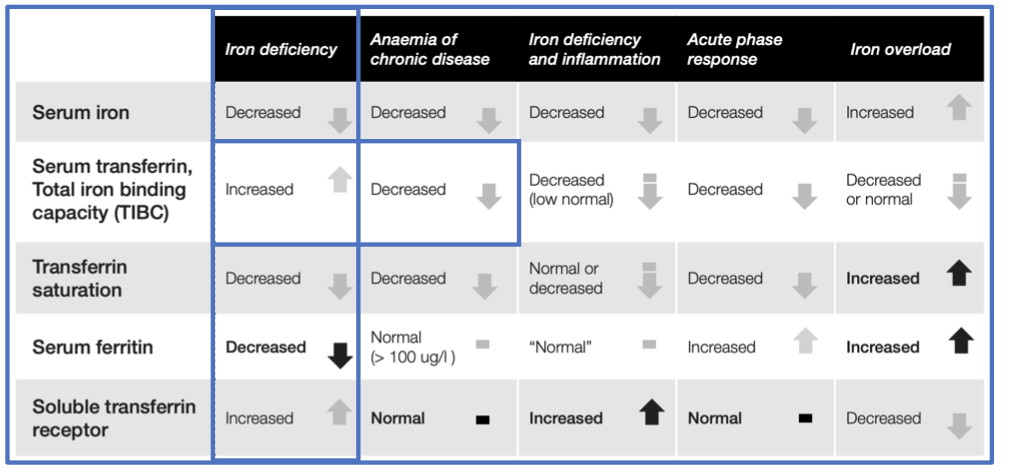 Iron deficiency
Anaemia of
chronic disease
Iron deficiency
and inflammation
Acute phase
response
Iron overload
Serum iron
Decreased
Decreased
Decreased
Decreased
Increased
Serum transferrin,
Total iron binding
capacity (TIBC)
Increased
Decreased
Decreased
(low normal)
Decreased
Decreased
or normal
Transferrin
saturation
Decreased
Decreased
Normal or
decreased
Decreased
Increased
Serum ferritin
Decreased
Normal
(> 100 ug/l )
“Normal”
Increased
Increased
Soluble transferrin
receptor
Increased
Normal
Increased
Normal
Decreased